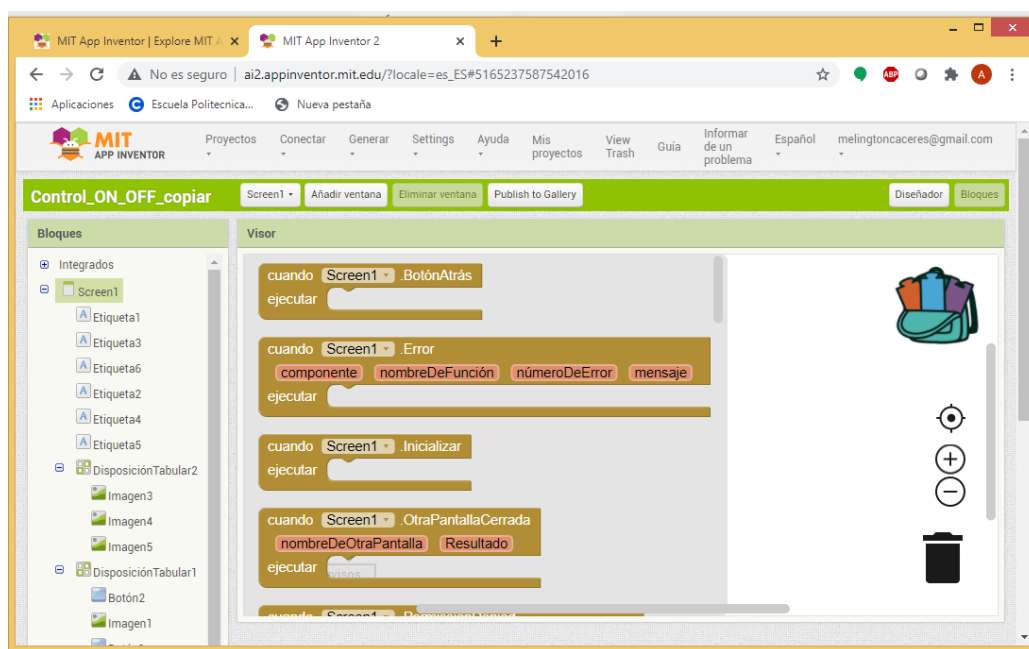 MIT App Inventor | Explore MIT A
MIT App Inventor 2
No es seguro | ai2.appinventor.mit.edu/?locale=es_ES#5165237587542016
ABP
A
Aplicaciones
Escuela Politecnica...
Nueva pestaña
MIT
APP INVENTOR
Proyectos
Conectar
Generar
Settings
Ayuda
Mis
proyectos
View
Trash
Guía
Informar
de un
problema
Español
melingtoncaceres@gmail.com
Control_ON_OFF_copiar
Screen1
Añadir ventana
Eliminar ventana
Publish to Gallery
Diseñador
Bloques
Bloques
Visor
Integrados
Screen1
A Etiqueta1
A Etiqueta3
A Etiqueta6
A Etiqueta2
A Etiqueta4
A Etiqueta5
DisposiciónTabular2
Imagen3
Imagen4
Imagen5
DisposiciónTabular1
Botón2
Imagen1
cuando Screen1 .BotónAtrás
ejecutar
cuando Screen1 .Error
componente nombreDeFunción númeroDeError mensaje
ejecutar
cuando Screen1 .Inicializar
ejecutar
cuando Screen1 .OtraPantallaCerrada
nombreDeOtraPantalla Resultado
ejecutar
cuando Screen1 .PermissionDenied